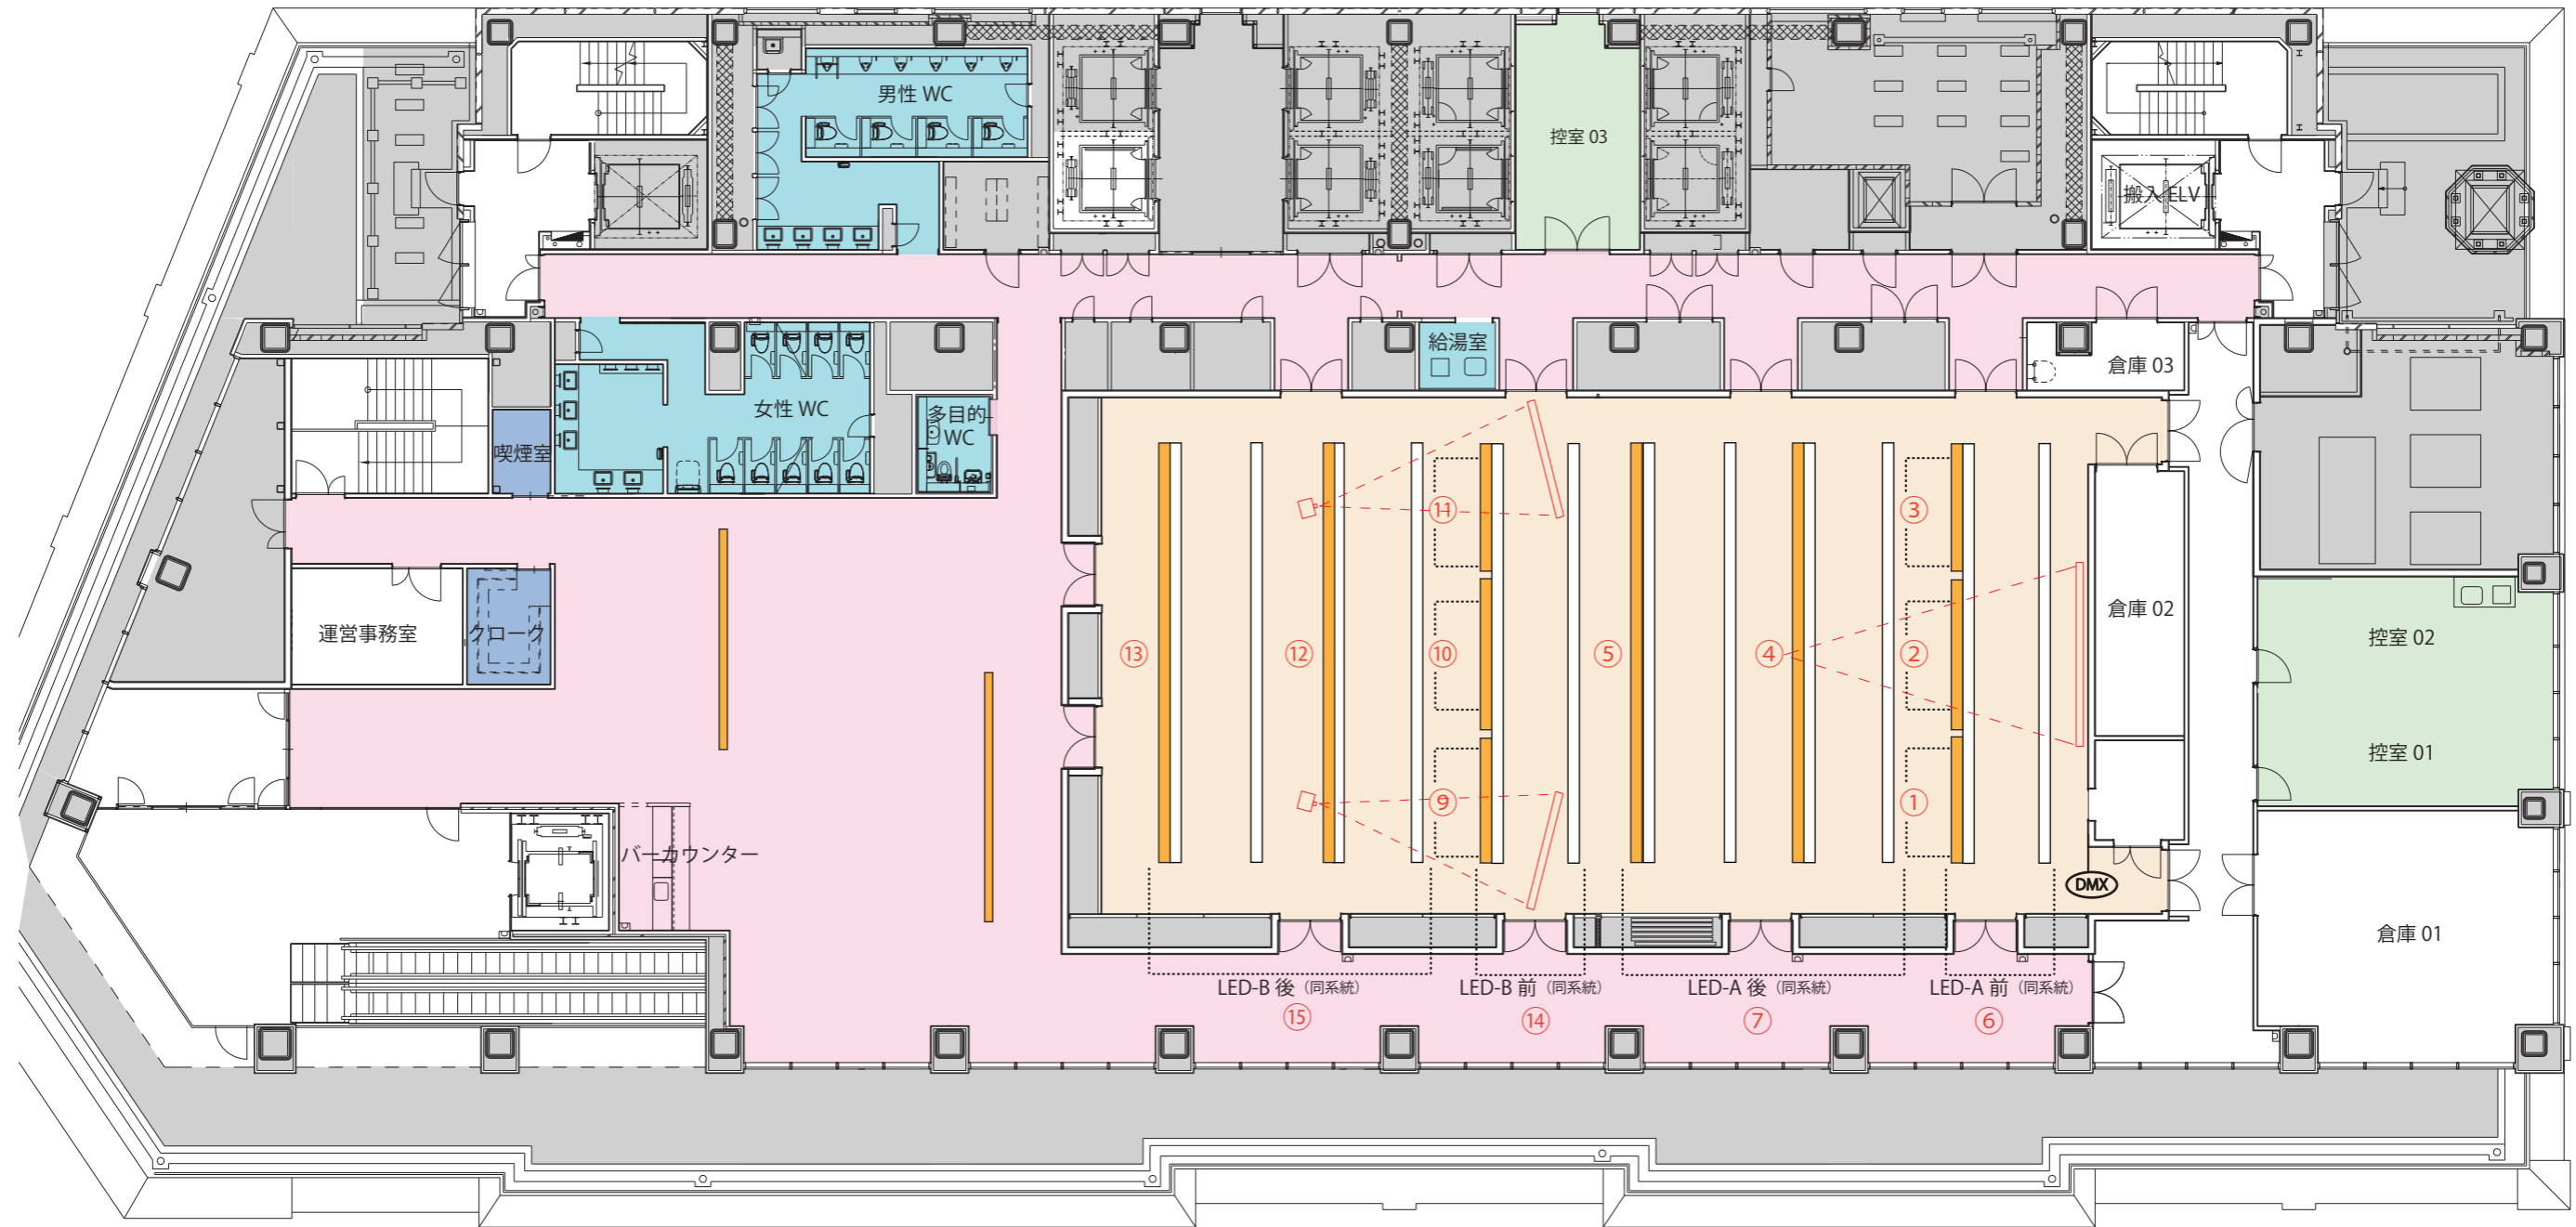 男性 WC
控室 03
搬入 ELV
給湯室
倉庫 03
女性 WC
多目的
WC
喫煙室
⑪
③
運営事務室
クローク
⑬
⑫
⑩
⑤
④
②
倉庫 02
控室 02
控室 01
⑨
①
バーカウンター
DMX
倉庫 01
LED-B 後（同系統）
LED-B 前（同系統）
LED-A 後（同系統）
LED-A 前（同系統）
⑮
⑭
⑦
⑥